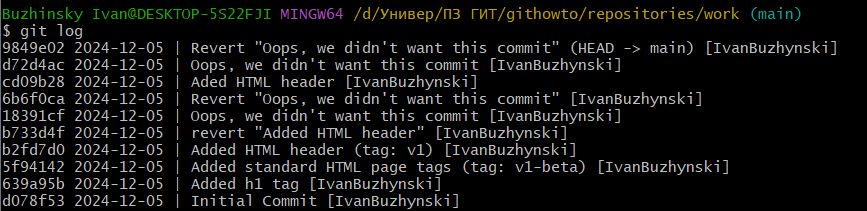 Buzhinsky Ivan@DESKTOP-5S22FJI MINGW64 /d/Универ/ПЗ ГИТ/githowto/repositories/work (main)
$ git log
9849e02 2024-12-05 | Revert "Oops, we didn't want this commit" (HEAD -> main) [IvanBuzhynski]
d72d4ac 2024-12-05 | Oops, we didn't want this commit [IvanBuzhynski]
cd09b28 2024-12-05 | Aded HTML header [IvanBuzhynski]
6b6f0ca 2024-12-05 | Revert "Oops, we didn't want this commit" [IvanBuzhynski]
18391cf 2024-12-05 | Oops, we didn't want this commit [IvanBuzhynski]
b733d4f 2024-12-05 | revert "Added HTML header" [IvanBuzhynski]
b2fd7d0 2024-12-05 | Added HTML header (tag: v1) [IvanBuzhynski]
5f94142 2024-12-05 | Added standard HTML page tags (tag: v1-beta) [IvanBuzhynski]
639a95b 2024-12-05 | Added h1 tag [IvanBuzhynski]
d078f53 2024-12-05 | Initial Commit [IvanBuzhynski]